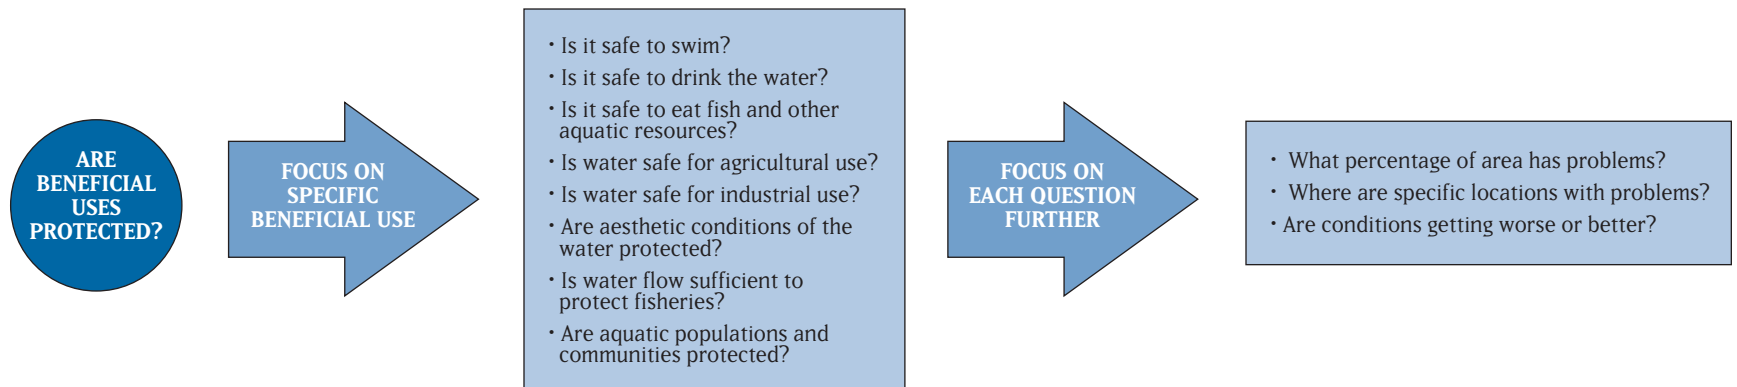 ARE
BENEFICIAL
USES
PROTECTED?
FOCUS ON
SPECIFIC
BENEFICIAL USE
· Is it safe to swim?
· Is it safe to drink the water?
· Is it safe to eat fish and other
aquatic resources?
· Is water safe for agricultural use?
· Is water safe for industrial use?
· Are aesthetic conditions of the
water protected?
· Is water flow sufficient to
protect fisheries?
· Are aquatic populations and
communities protected?
FOCUS ON
EACH QUESTION
FURTHER
· What percentage of area has problems?
· Where are specific locations with problems?
· Are conditions getting worse or better?